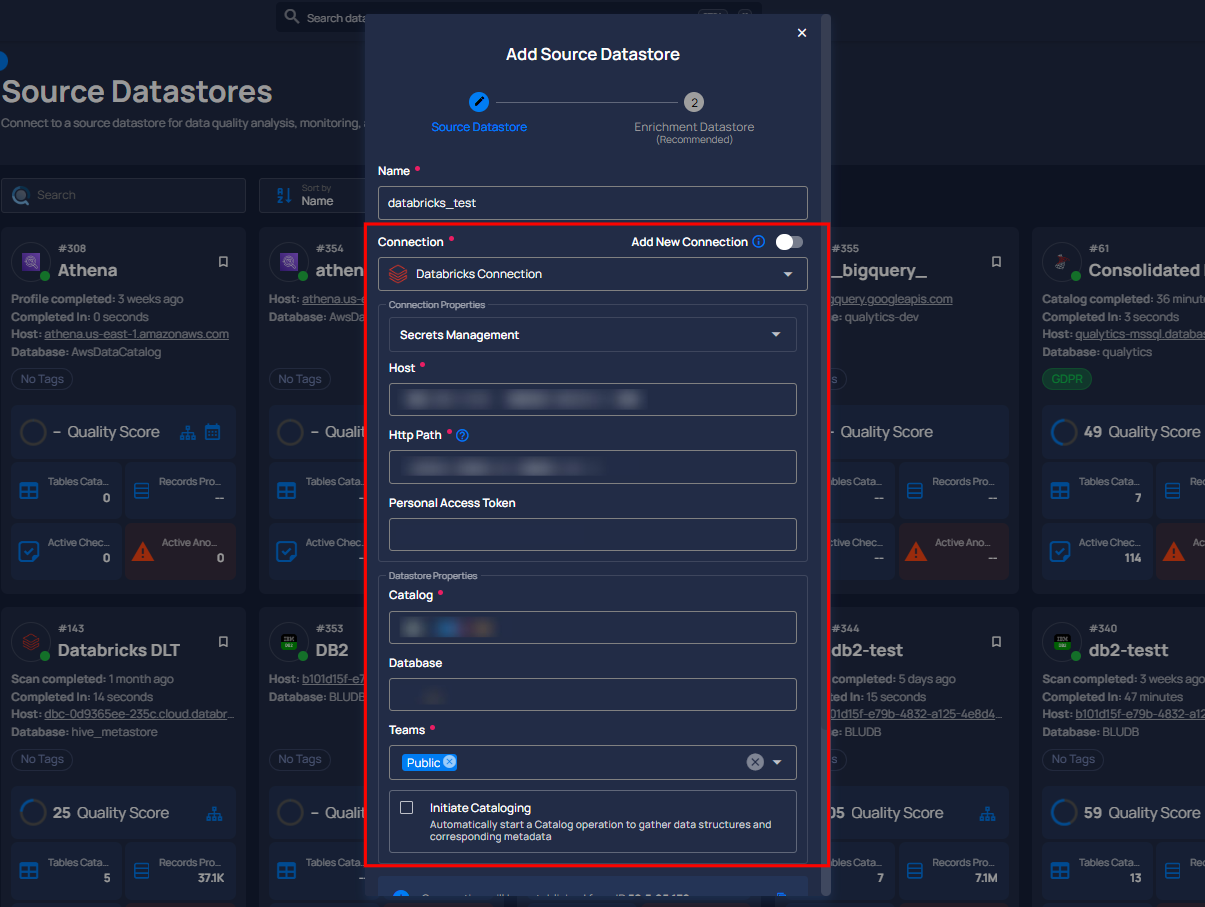 Search data
Add Source Datastore
2
Source Datastore
Enrichment Datastore
(Recommended)
Source Datastores
Connect to a source datastore for data quality analysis, monitoring,
Search
Sort by
Name
Name *
databricks_test
Connection *
Add New Connection
Databricks Connection
Connection Properties
Secrets Management
Host *
Http Path *
Personal Access Token
Datastore Properties
Catalog *
Database
Teams *
Public
Initiate Cataloging
Automatically start a Catalog operation to gather data structures and
corresponding metadata
#308
Athena
Profile completed: 3 weeks ago
Completed In: 0 seconds
Host: athena.us-east-1.amazonaws.com
Database: AwsDataCatalog
No Tags
– Quality Score
Tables Cata...
0
Records Pro...
--
Active Chec...
0
Active Ano...
0
#354
athen
Host: athena.us-e
Database: AwsDa
No Tags
– Qualit
Tables Cata
Active Chec
#355
_bigquery_
gquery.googleapis.com
e: qualytics-dev
s
- Quality Score
bles Cata...
--
Records Pro...
--
ctive Chec...
--
Active Ano...
--
#61
Consolidated
Catalog completed: 36 minut
Completed In: 3 seconds
Host: qualytics-mssql.databas
Database: qualytics
GDPR
49 Quality Score
Tables Cata...
7
Rec
Active Chec...
114
Ac
#143
Databricks DLT
Scan completed: 1 month ago
Completed In: 14 seconds
Host: dbc-0d9365ee-235c.cloud.databr...
Database: hive_metastore
No Tags
25 Quality Score
Tables Cata...
5
Records Pro...
37.1K
#353
DB2
Host: b101d15f-e7
Database: BLUDB
No Tags
– Qualit
Tables Cata
#344
db2-test
completed: 5 days ago
ed In: 15 seconds
01d15f-e79b-4832-a125-4e8d4...
e: BLUDB
s
05 Quality Score
bles Cata...
7
Records Pro...
7.1M
#340
db2-testt
Scan completed: 3 weeks ago
Completed In: 47 minutes
Host: b101d15f-e79b-4832-a12
Database: BLUDB
No Tags
59 Quality Score
Tables Cata...
13
Rec